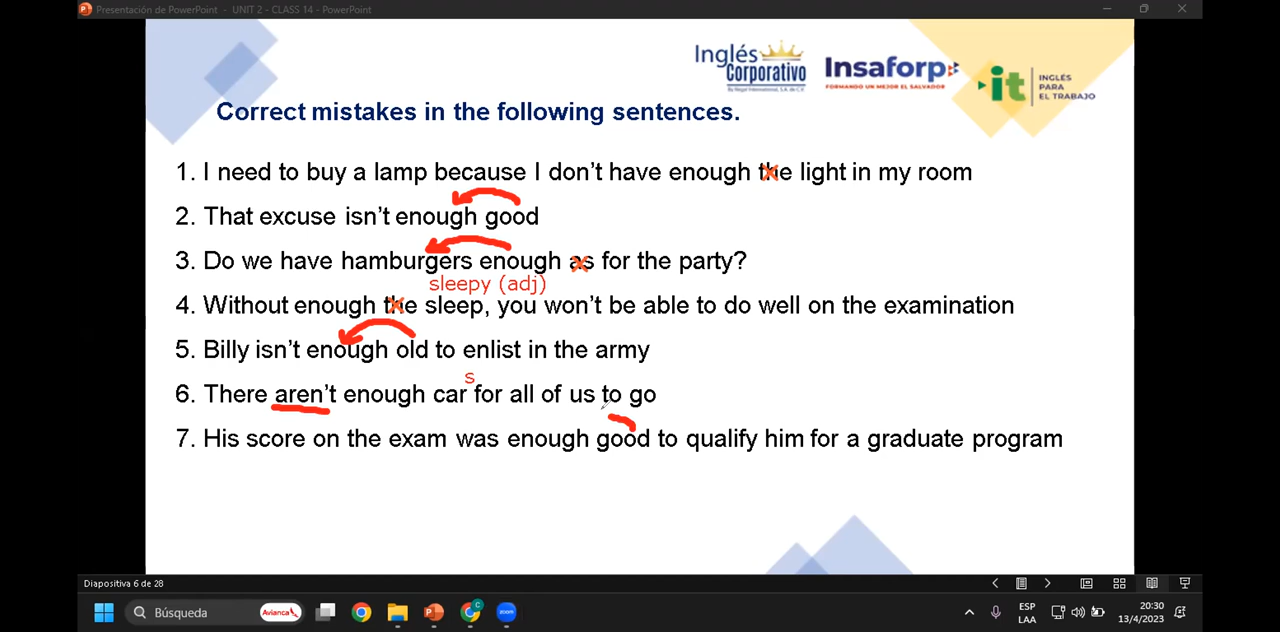 Presentación de PowerPoint - UNIT 2 - CLASS 14 - PowerPoint
Inglés
Corporativo
By Negal International, S.A. de C.V.
Insaforp
FORMANDO UN MEJOR EL SALVADOR
it
INGLÉS
PARA
EL TRABAJO
Correct mistakes in the following sentences.
1. I need to buy a lamp because I don't have enough the light in my room
2. That excuse isn't enough good
3. Do we have hamburgers enough as for the party?
sleepy (adj)
4. Without enough the sleep, you won't be able to do well on the examination
5. Billy isn't enough old to enlist in the army
s
6. There aren't enough car for all of us to go
7. His score on the exam was enough good to qualify him for a graduate program
Diapositiva 6 de 28
Búsqueda
Avianca
zoom
ESP
LAA
20:30
13/4/2023